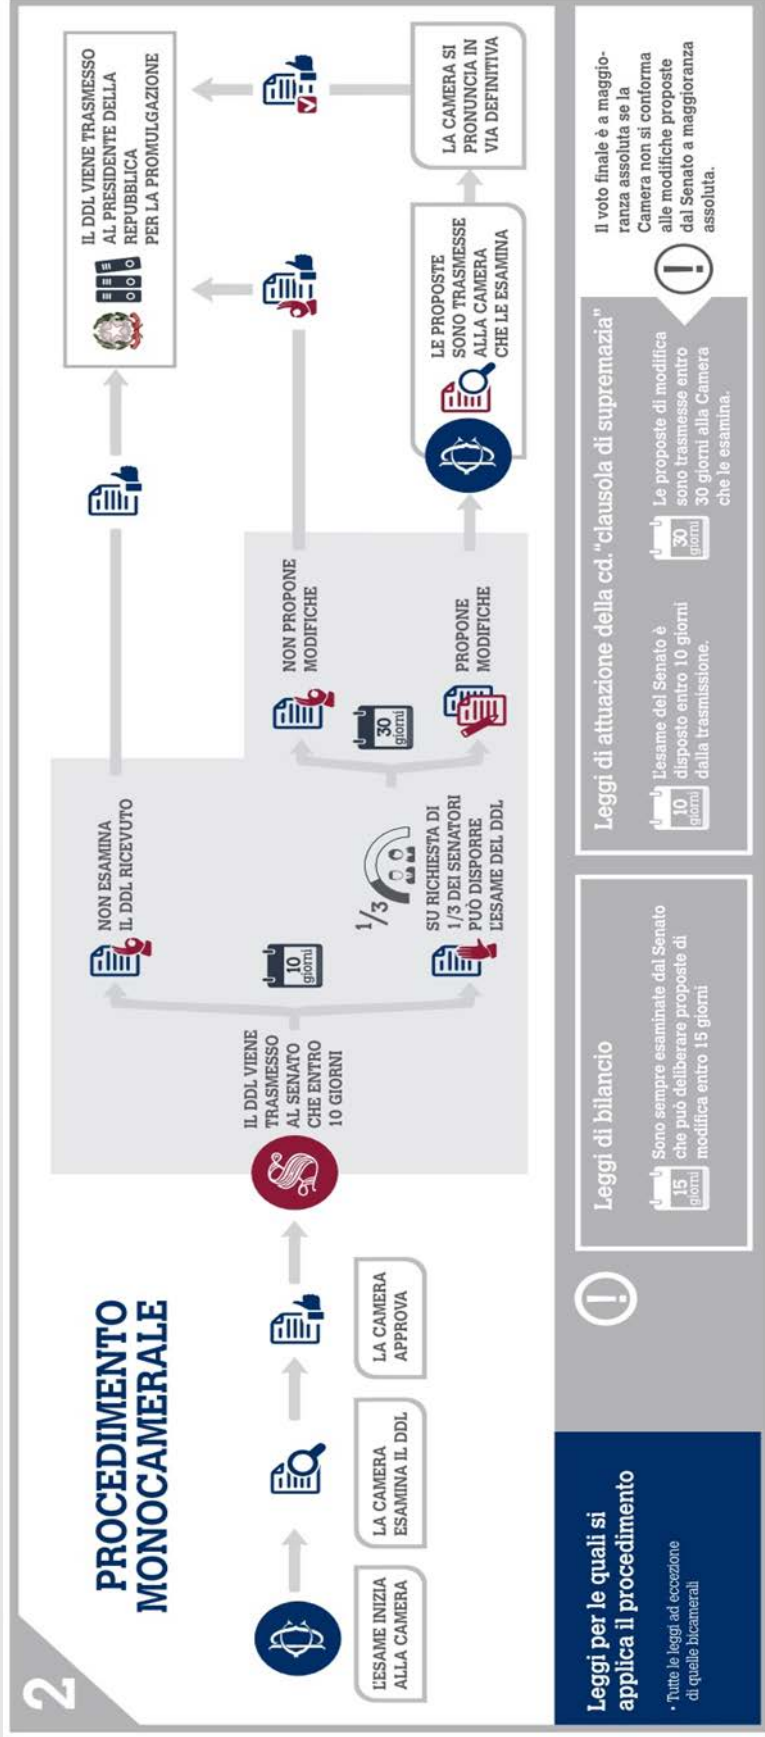 2
PROCEDIMENTO
MONOCAMERALE
L'ESAME INIZIA
ALLA CAMERA
LA CAMERA
ESAMINA IL DDL
LA CAMERA
APPROVA
IL DDL VIENE
TRASMESSO
AL SENATO
CHE ENTRO
10 GIORNI
10
giorni
NON ESAMINA
IL DDL RICEVUTO
1/3
SU RICHIESTA DI
1/3 DEI SENATORI
PUÒ DISPORRE
L'ESAME DEL DDL
30
giorni
NON PROPONE
MODIFICHE
PROPONE
MODIFICHE
LE PROPOSTE
SONO TRASMESSE
ALLA CAMERA
CHE LE ESAMINA
LA CAMERA SI
PRONUNCIA IN
VIA DEFINITIVA
IL DDL VIENE TRASMESSO
AL PRESIDENTE DELLA
REPUBBLICA
PER LA PROMULGAZIONE
Leggi per le quali si
applica il procedimento
• Tutte le leggi ad eccezione
di quelle bicamerali
!
Leggi di bilancio
15
giorni
Sono sempre esaminate dal Senato
che può deliberare proposte di
modifica entro 15 giorni
Leggi di attuazione della cd."clausola di supremazia"
10
giorni
L'esame del Senato è
disposto entro 10 giorni
dalla trasmissione.
30
giorni
Le proposte di modifica
sono trasmesse entro
30 giorni alla Camera
che le esamina.
!
Il voto finale è a maggio-
ranza assoluta se la
Camera non si conforma
alle modifiche proposte
dal Senato a maggioranza
assoluta.